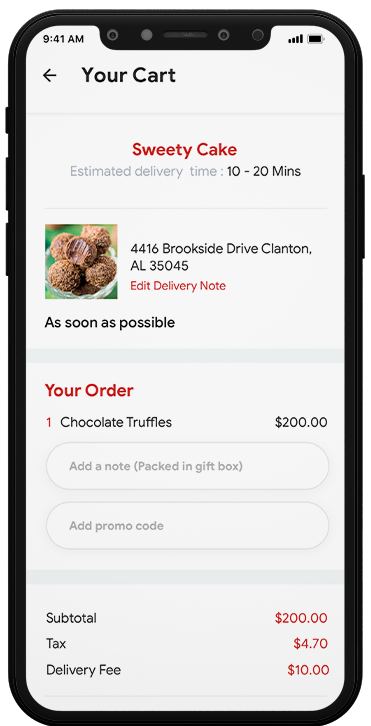 9:41 AM
Your Cart
Sweety Cake
Estimated delivery time : 10 - 20 Mins
4416 Brookside Drive Clanton,
AL 35045
Edit Delivery Note
As soon as possible
Your Order
1 Chocolate Truffles $200.00
Add a note (Packed in gift box)
Add promo code
Subtotal $200.00
Tax $4.70
Delivery Fee $10.00